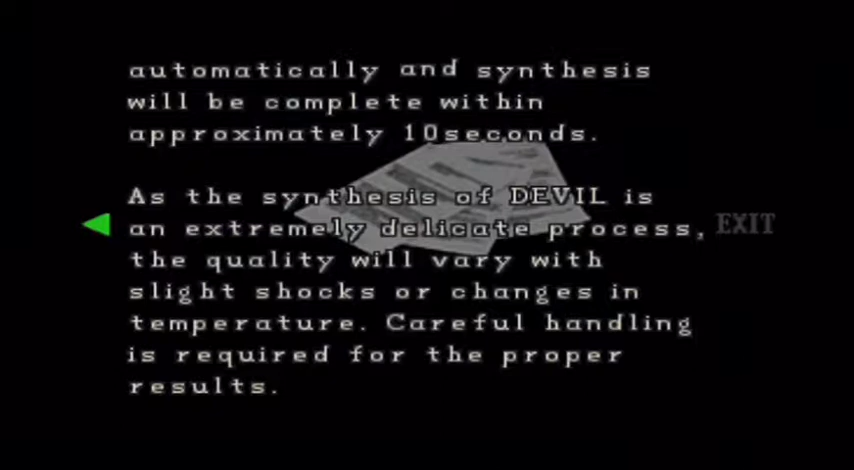 automatically and synthesis
will be complete within
approximately 10seconds.
As the synthesis of DEVIL is
an extremely delicate process,
EXIT
the quality will vary with
slight shocks or changes in
temperature. Careful handling
is required for the proper
results.